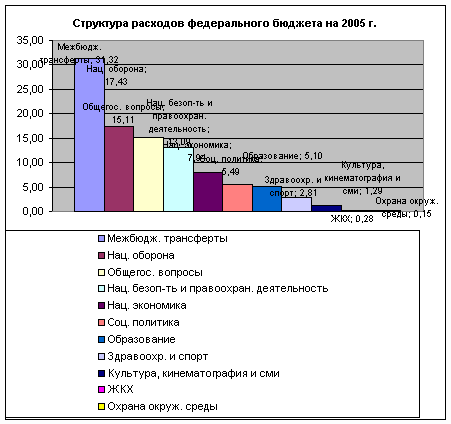 Структура расходов федерального бюджета на 2005 г.
35,00
30,00
25,00
20,00
15,00
10,00
5,00
0,00
Межбюдж.
трансферты; 31,32
Нац. оборона;
17,43
Общегос. вопросы;
15,11
Нац. безоп-ть и
правоохран.
деятельность;
13,09
Нац. экономика;
7,94
Соц. политика;
5,49
Образование; 5,10
Здравоохр. и
спорт; 2,81
Культура,
кинематография и
сми; 1,29
ЖКХ; 0,28
Охрана окруж.
среды; 0,15
Межбюдж. трансферты
Нац. оборона
Общегос. вопросы
Нац. безоп-ть и правоохран. деятельность
Нац. экономика
Соц. политика
Образование
Здравоохр. и спорт
Культура, кинематография и сми
ЖКХ
Охрана окруж. среды